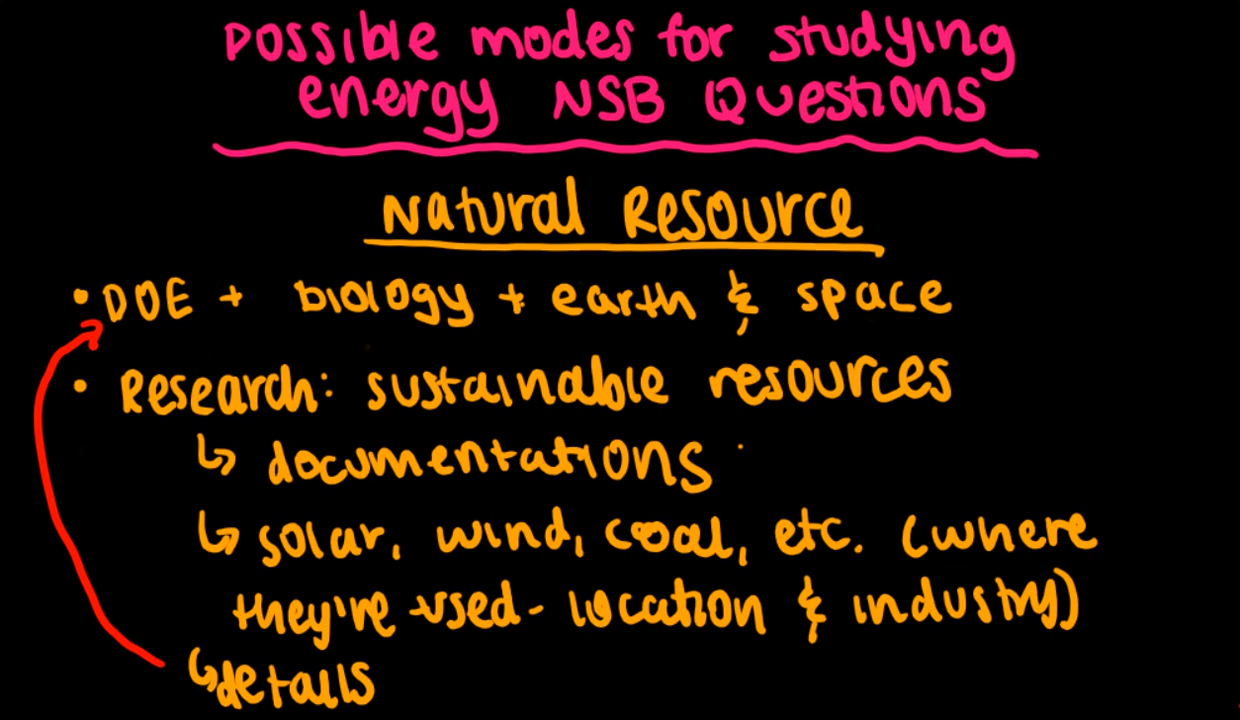 Possible modes for studying
energy NSB Questions
Natural Resource
• DOE + biology + earth & space
• Research: sustainable resources
↳ documentations
↳ solar, wind, coal, etc. (where
they're used - location & industry)
↳ details